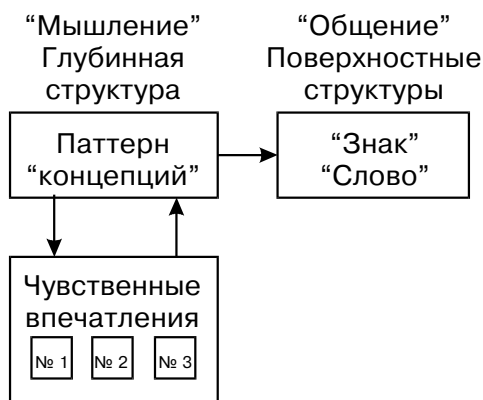 “Мышление”
Глубинная
структура
“Общение”
Поверхностные
структуры
Паттерн
“концепций”
“Знак”
“Слово”
Чувственные
впечатления
№ 1 № 2 № 3